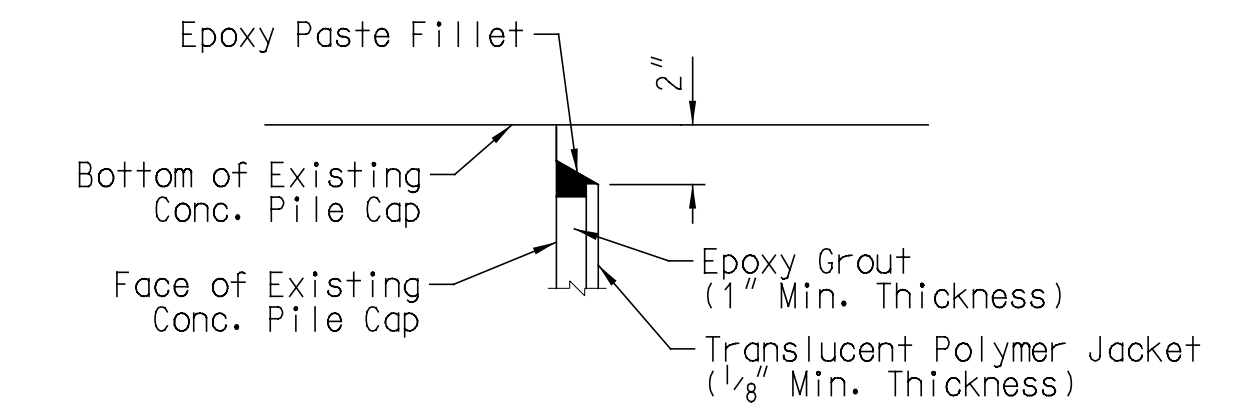 Epoxy Paste Fillet
2"
Bottom of Existing
Conc. Pile Cap
Face of Existing
Conc. Pile Cap
Epoxy Grout
(1" Min. Thickness)
Translucent Polymer Jacket
(1/8" Min. Thickness)